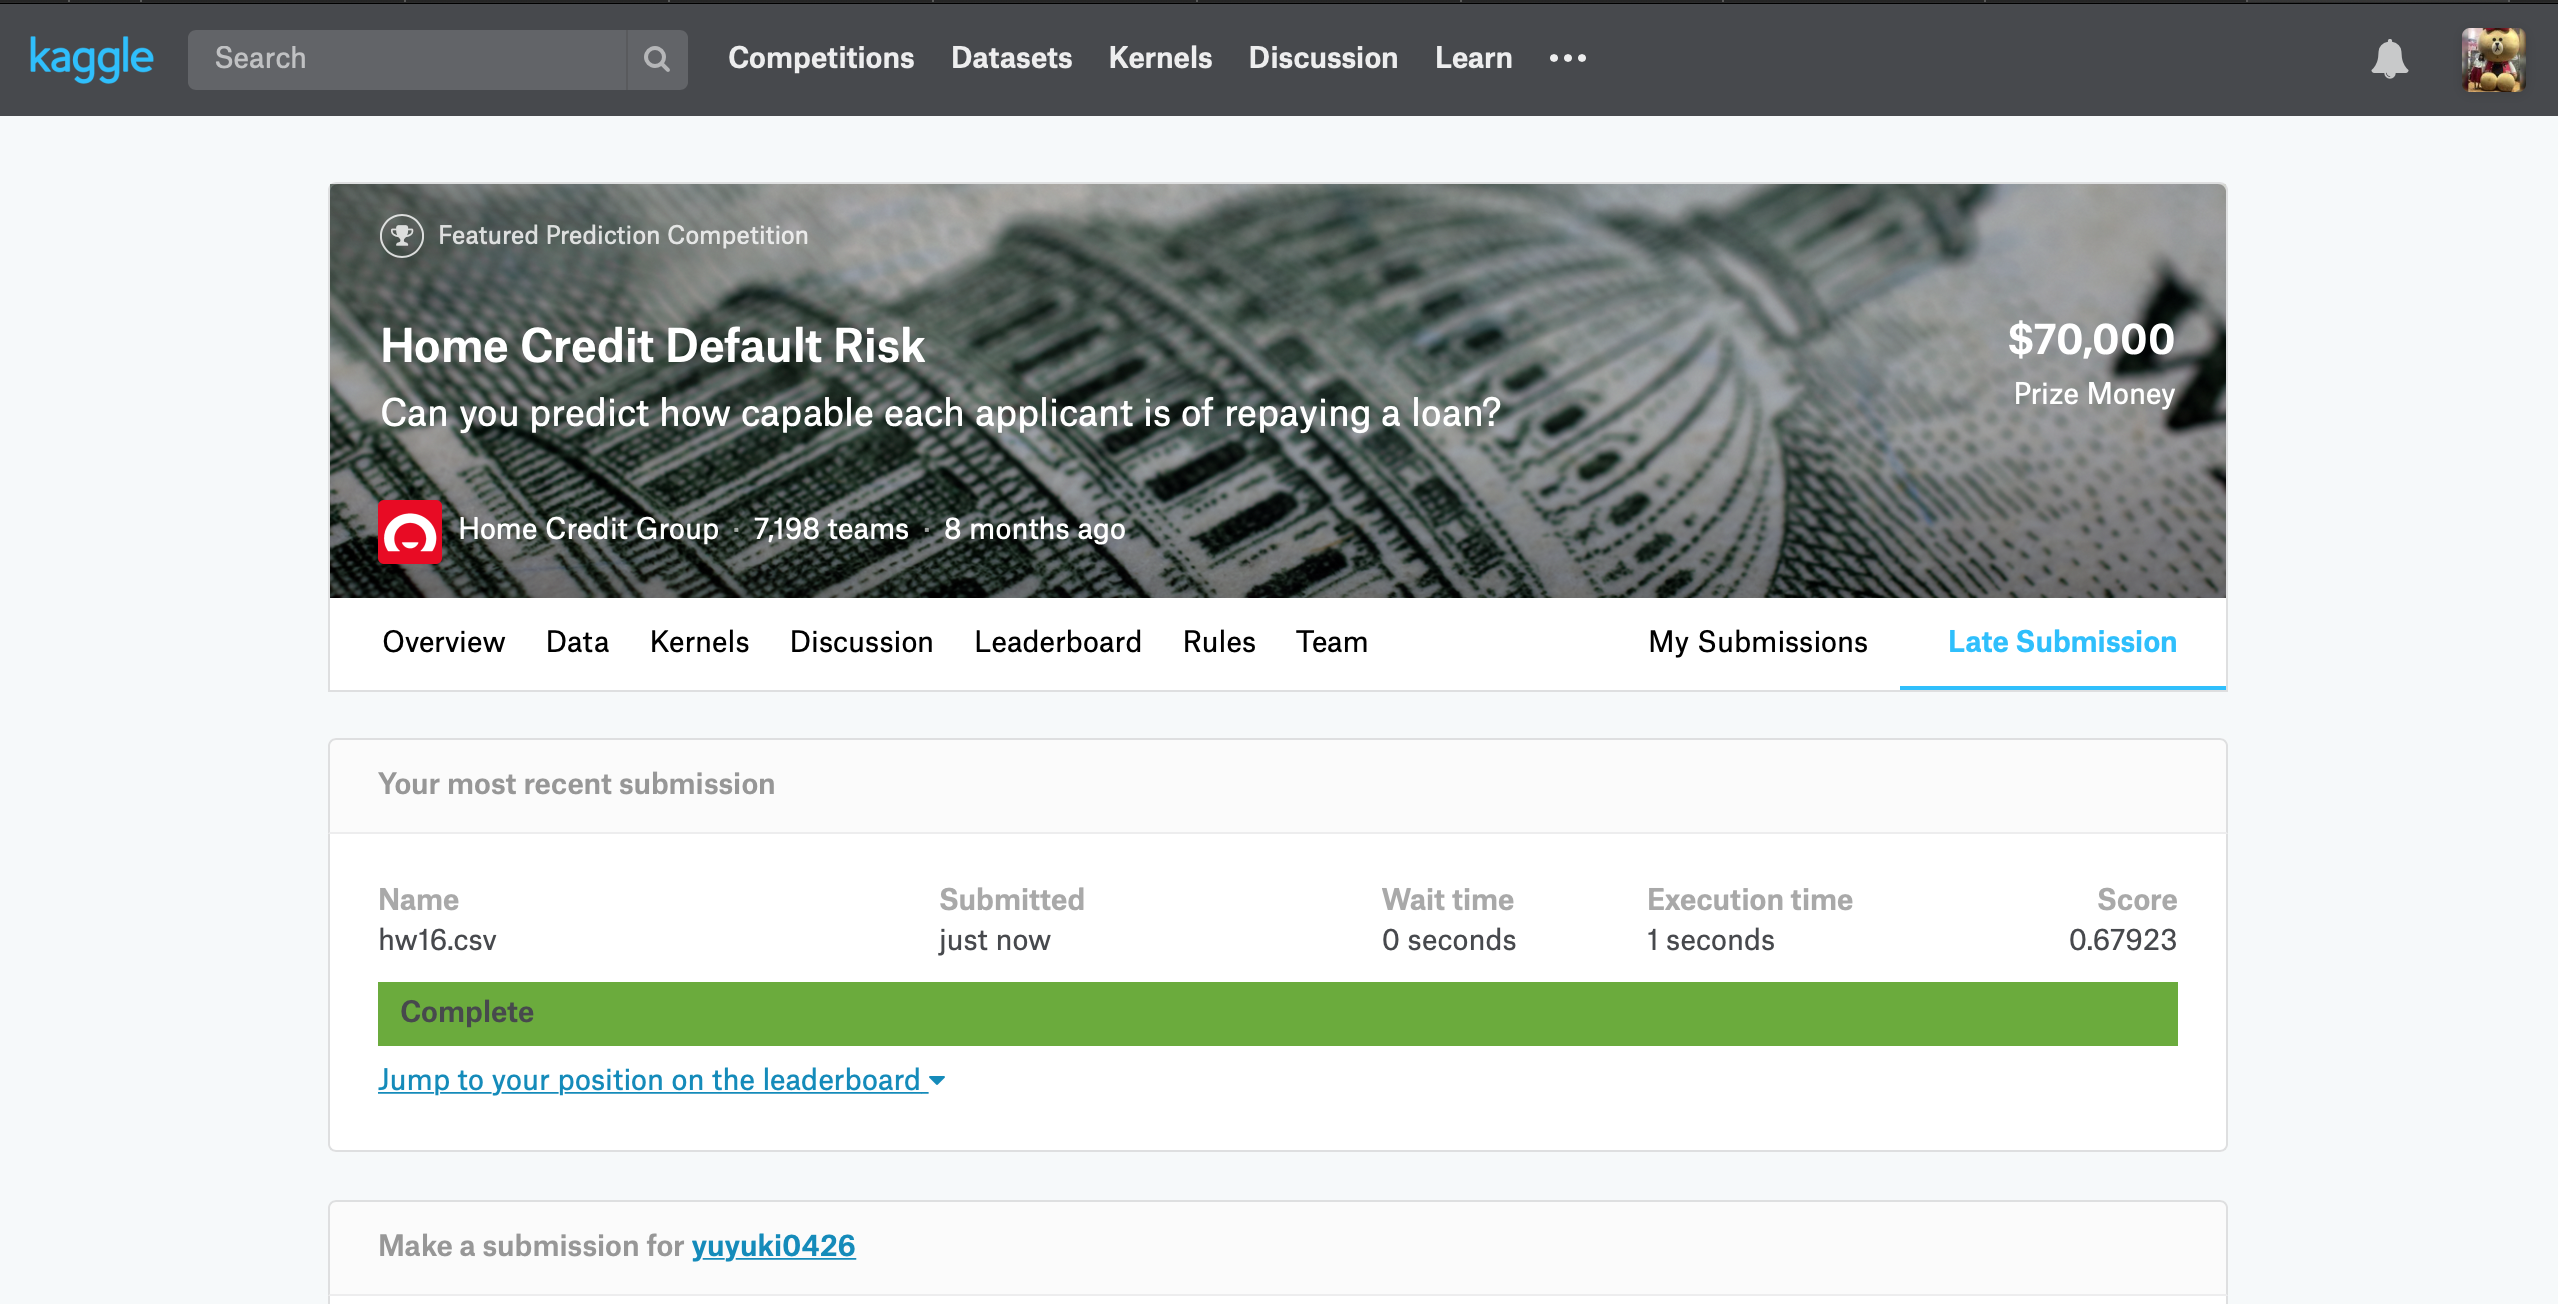 kaggle
Search
Competitions Datasets Kernels Discussion Learn •••
Featured Prediction Competition
Home Credit Default Risk
Can you predict how capable each applicant is of repaying a loan?
$70,000
Prize Money
Home Credit Group · 7,198 teams · 8 months ago
Overview Data Kernels Discussion Leaderboard Rules Team My Submissions Late Submission
Your most recent submission
Name Submitted Wait time Execution time Score
hw16.csv just now 0 seconds 1 seconds 0.67923
Complete
Jump to your position on the leaderboard
Make a submission for yuyuki0426